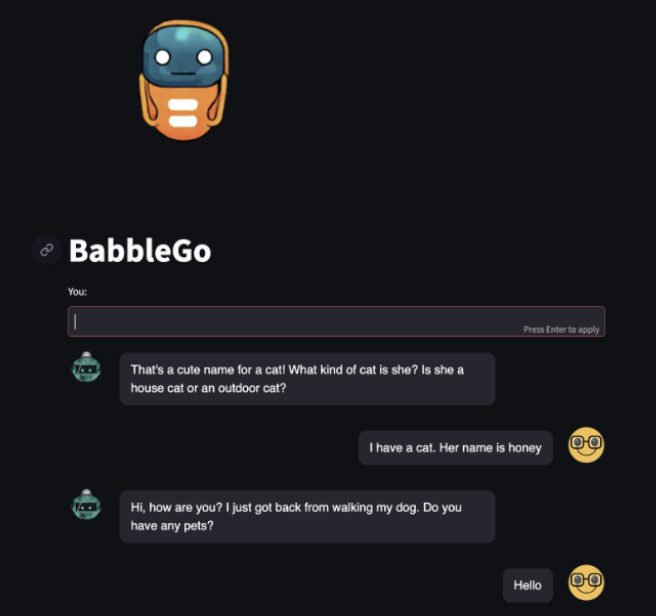 BabbleGo
You:
Press Enter to apply
That's a cute name for a cat! What kind of cat is she? Is she a
house cat or an outdoor cat?
I have a cat. Her name is honey
Hi, how are you? I just got back from walking my dog. Do you
have any pets?
Hello